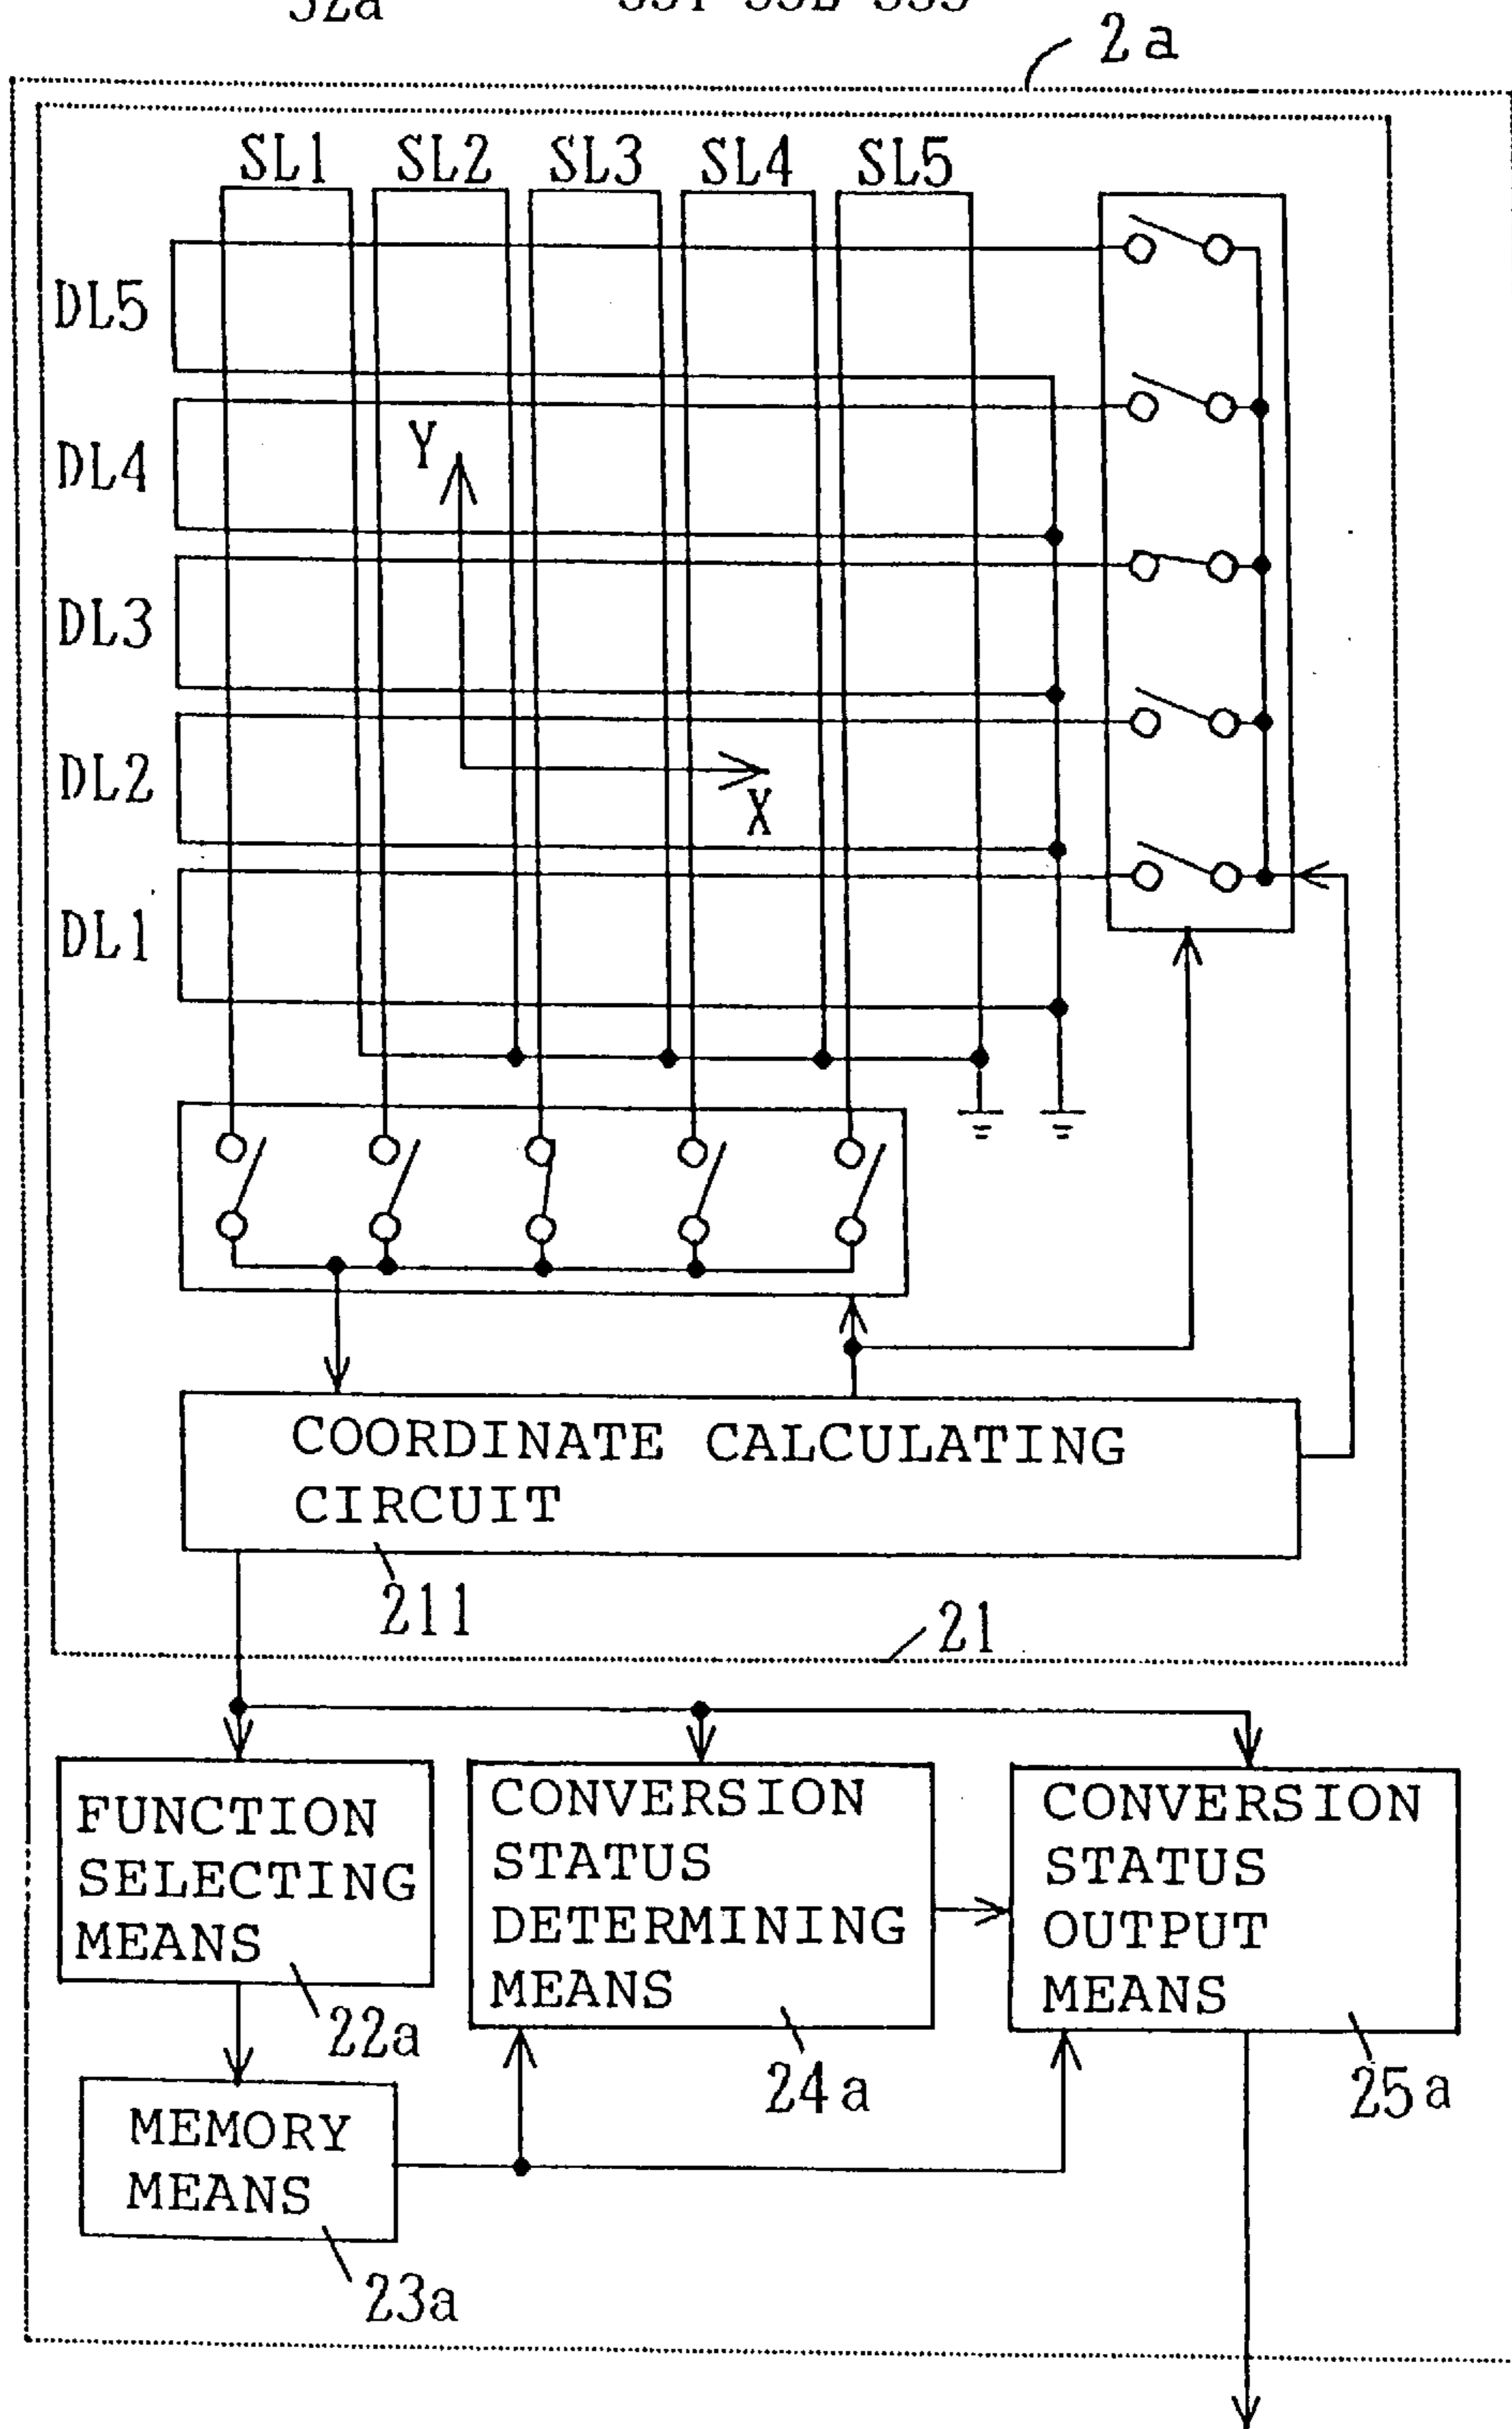 2a
SL1 SL2 SL3 SL4 SL5
DL5
DL4
Y
DL3
DL2
X
DL1
COORDINATE CALCULATING
CIRCUIT
211
21
FUNCTION
SELECTING
MEANS
22a
CONVERSION
STATUS
DETERMINING
MEANS
24a
CONVERSION
STATUS
OUTPUT
MEANS
25a
MEMORY
MEANS
23a